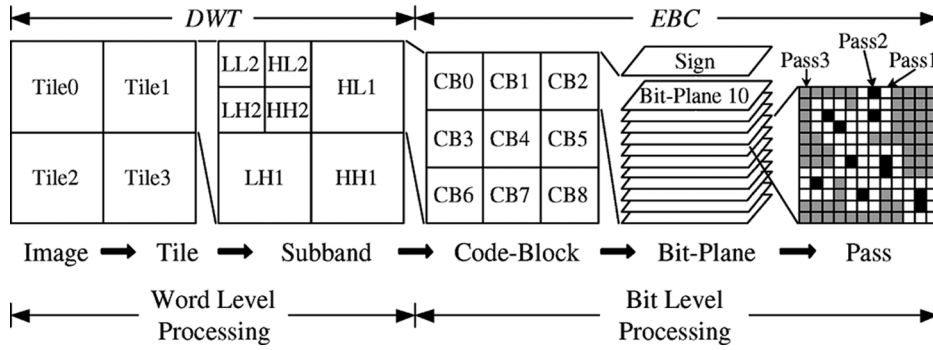 DWT EBC
Tile0 Tile1
Tile2 Tile3
LL2 HL2
LH2 HH2
HL1
LH1 HH1
CB0 CB1 CB2
CB3 CB4 CB5
CB6 CB7 CB8
Sign
Bit-Plane 10
Pass3 Pass2 Pass1
Image Tile Subband Code-Block Bit-Plane Pass
Word Level
Processing
Bit Level
Processing